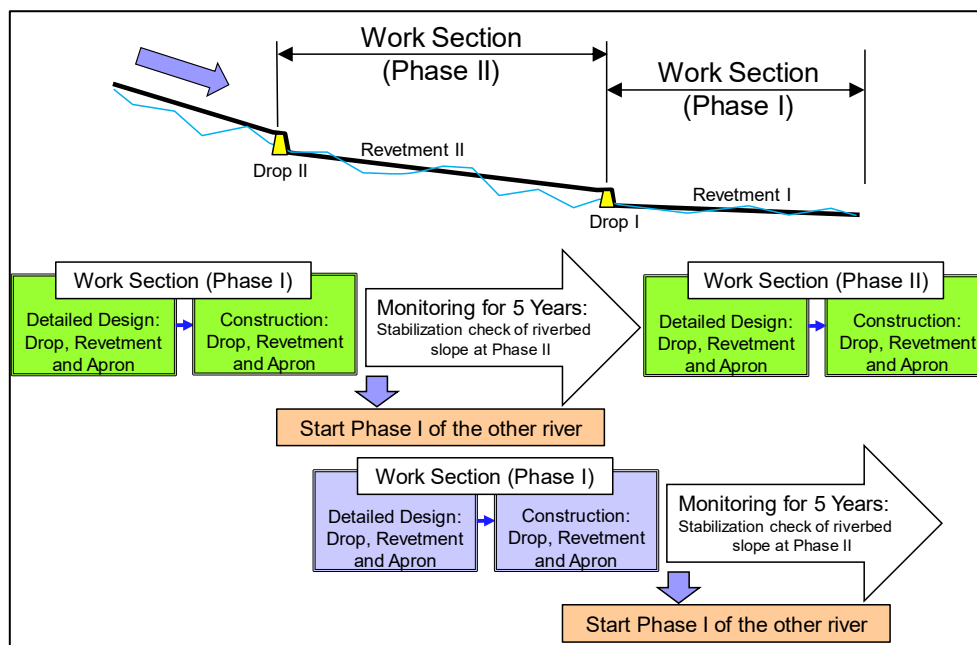 Work Section
(Phase II)
Work Section
(Phase I)
Revetment II
Drop II
Revetment I
Drop I
Work Section (Phase I)
Detailed Design:
Drop, Revetment
and Apron
Construction:
Drop, Revetment
and Apron
Monitoring for 5 Years:
Stabilization check of riverbed
slope at Phase II
Work Section (Phase II)
Detailed Design:
Drop, Revetment
and Apron
Construction:
Drop, Revetment
and Apron
Start Phase I of the other river
Work Section (Phase I)
Detailed Design:
Drop, Revetment
and Apron
Construction:
Drop, Revetment
and Apron
Monitoring for 5 Years:
Stabilization check of riverbed
slope at Phase II
Start Phase I of the other river